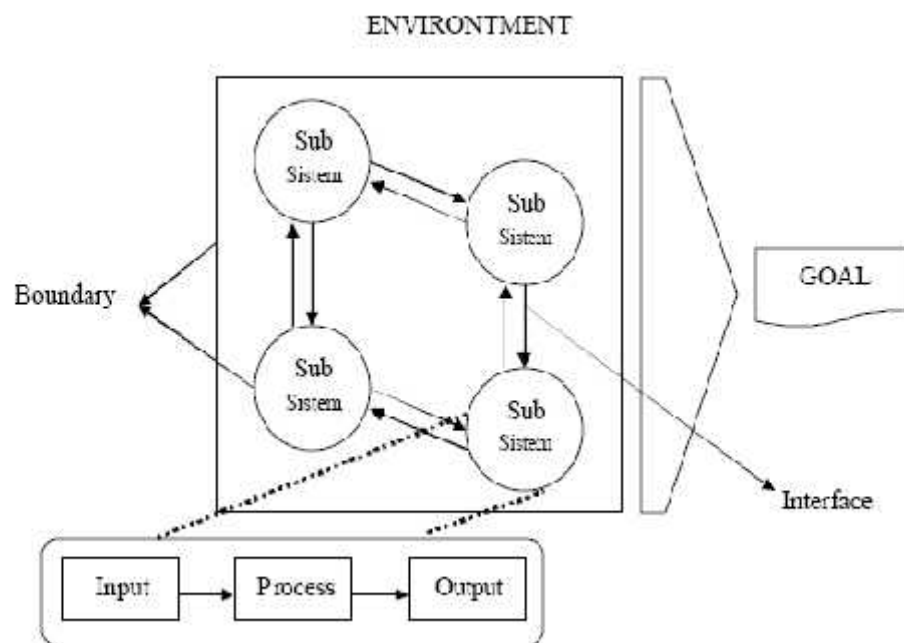 ENVIRONTMENT
Sub
Sistem
Sub
Sistem
Boundary
GOAL
Sub
Sistem
Sub
Sistem
Interface
Input
Process
Output